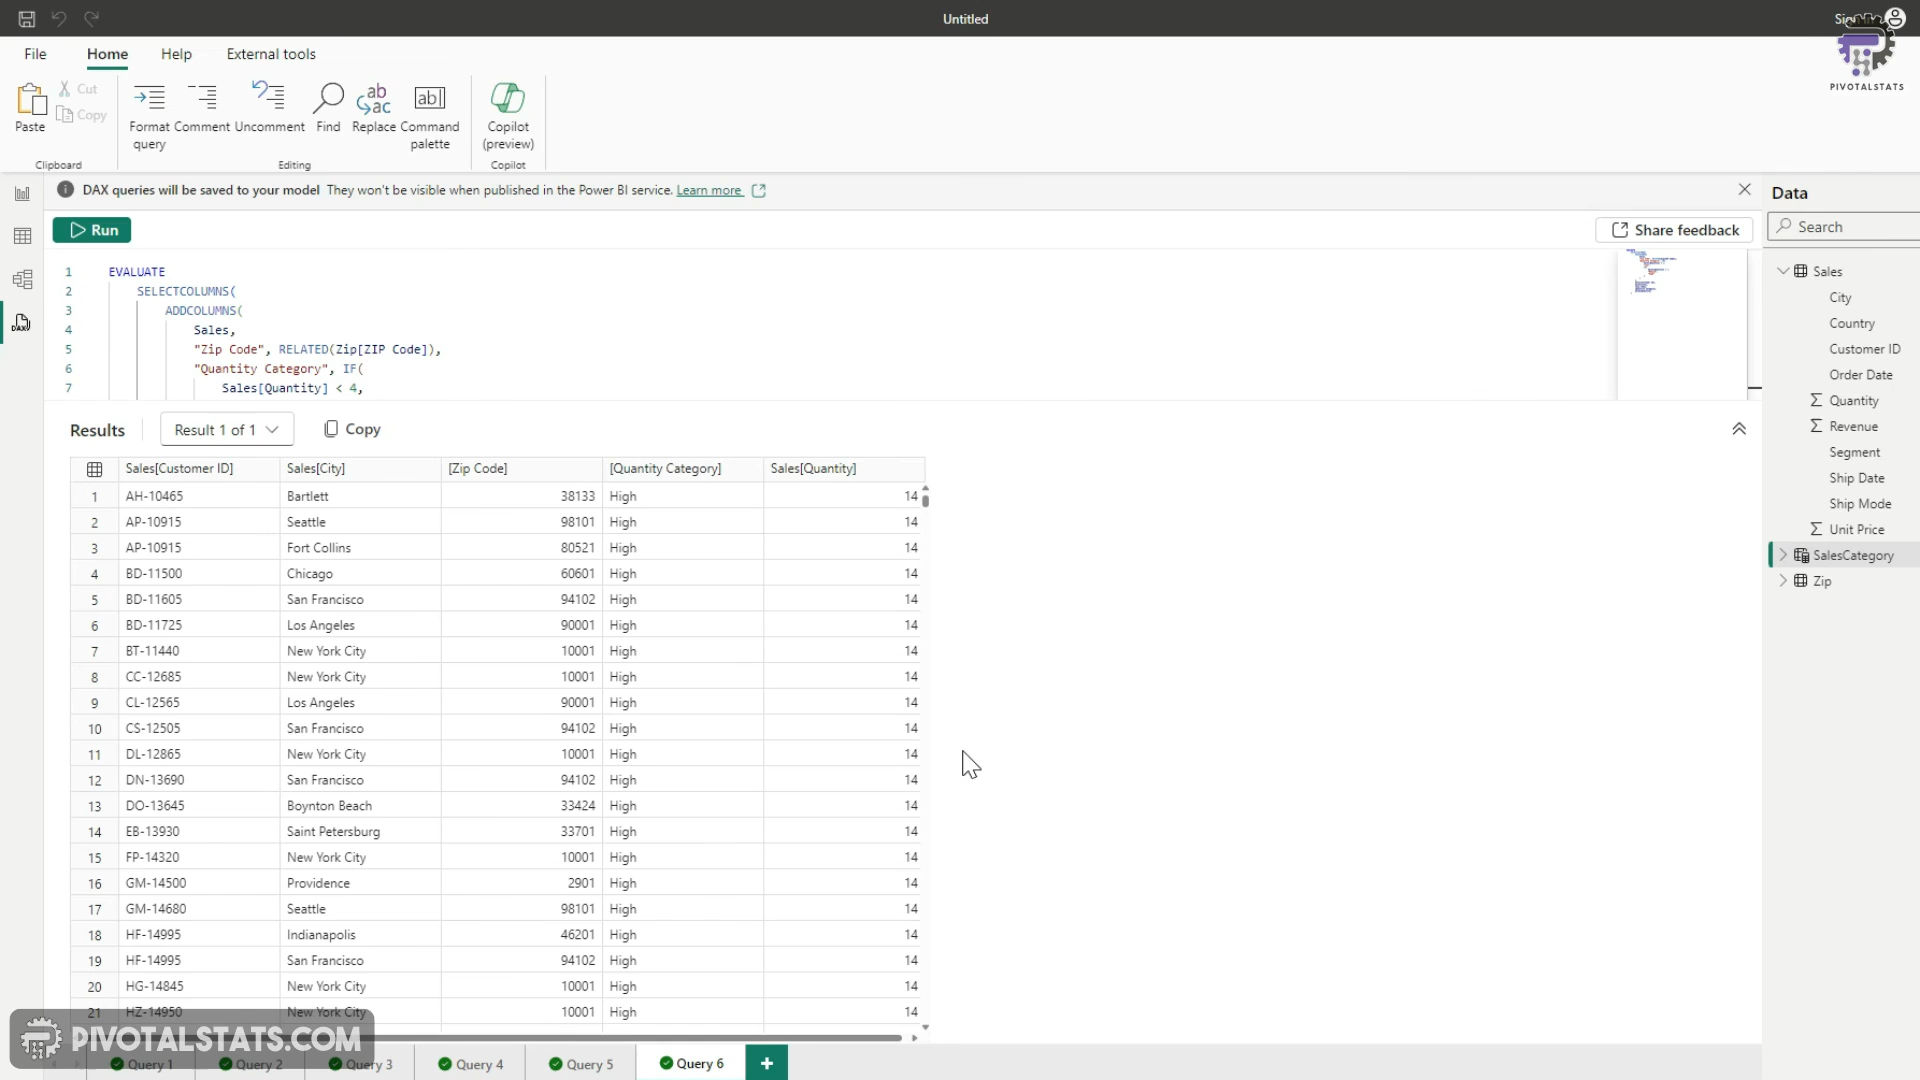 Untitled
File Home Help External tools
PIVOTALSTATS
Paste Cut Copy
Format query Comment Uncomment Find Replace Command palette Copilot (preview)
Clipboard Editing Copilot
DAX queries will be saved to your model They won't be visible when published in the Power BI service. Learn more
Run
Share feedback
1 EVALUATE
2 SELECTCOLUMNS(
3 ADDCOLUMNS(
4 Sales,
5 "Zip Code", RELATED(Zip[ZIP Code]),
6 "Quantity Category", IF(
7 Sales[Quantity] < 4,
Results Result 1 of 1 Copy
Sales[Customer ID] Sales[City] [Zip Code] [Quantity Category] Sales[Quantity]
1 AH-10465 Bartlett 38133 High 14
2 AP-10915 Seattle 98101 High 14
3 AP-10915 Fort Collins 80521 High 14
4 BD-11500 Chicago 60601 High 14
5 BD-11605 San Francisco 94102 High 14
6 BD-11725 Los Angeles 90001 High 14
7 BT-11440 New York City 10001 High 14
8 CC-12685 New York City 10001 High 14
9 CL-12565 Los Angeles 90001 High 14
10 CS-12505 San Francisco 94102 High 14
11 DL-12865 New York City 10001 High 14
12 DN-13690 San Francisco 94102 High 14
13 DO-13645 Boynton Beach 33424 High 14
14 EB-13930 Saint Petersburg 33701 High 14
15 FP-14320 New York City 10001 High 14
16 GM-14500 Providence 2901 High 14
17 GM-14680 Seattle 98101 High 14
18 HF-14995 Indianapolis 46201 High 14
19 HF-14995 San Francisco 94102 High 14
20 HG-14845 New York City 10001 High 14
21 HZ-14950 New York City 10001 High 14
PIVOTALSTATS.COM
Query 1 Query 2 Query 3 Query 4 Query 5 Query 6 +
Data
Search
Sales
City
Country
Customer ID
Order Date
Quantity
Revenue
Segment
Ship Date
Ship Mode
Unit Price
SalesCategory
Zip